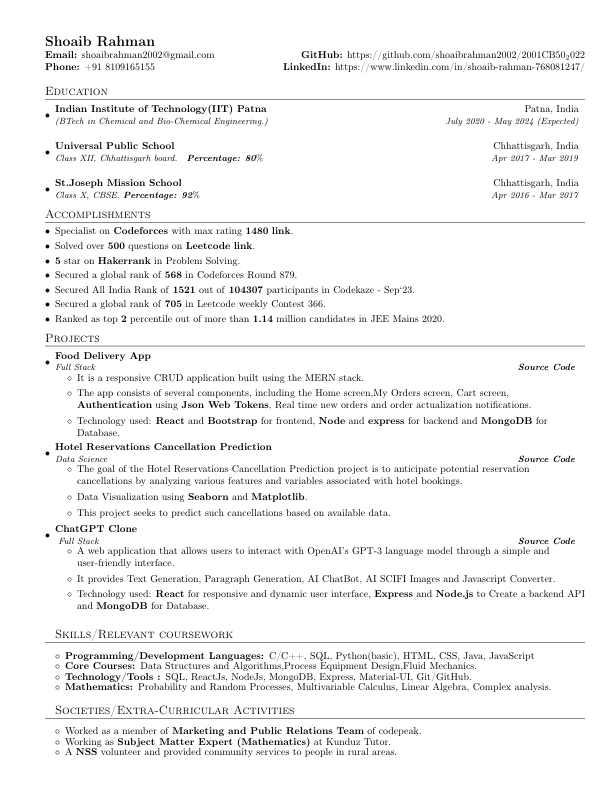 Shoaib Rahman
Email: shoaibrahman2002@gmail.com GitHub: https://github.com/shoaibrahman2002/2001CB50₂022
Phone: +91 8109165155 LinkedIn: https://www.linkedin.com/in/shoaib-rahman-768081247/
Education
• Indian Institute of Technology(IIT) Patna Patna, India
(BTech in Chemical and Bio-Chemical Engineering.) July 2020 - May 2024 (Expected)
• Universal Public School Chhattisgarh, India
Class XII, Chhattisgarh board. Percentage: 80% Apr 2017 - Mar 2019
• St.Joseph Mission School Chhattisgarh, India
Class X, CBSE. Percentage: 92% Apr 2016 - Mar 2017
Accomplishments
• Specialist on Codeforces with max rating 1480 link.
• Solved over 500 questions on Leetcode link.
• 5 star on Hakerrank in Problem Solving.
• Secured a global rank of 568 in Codeforces Round 879.
• Secured All India Rank of 1521 out of 104307 participants in Codekaze - Sep‘23.
• Secured a global rank of 705 in Leetcode weekly Contest 366.
• Ranked as top 2 percentile out of more than 1.14 million candidates in JEE Mains 2020.
Projects
• Food Delivery App
Full Stack Source Code
◦ It is a responsive CRUD application built using the MERN stack.
◦ The app consists of several components, including the Home screen,My Orders screen, Cart screen,
Authentication using Json Web Tokens, Real time new orders and order actualization notifications.
◦ Technology used: React and Bootstrap for frontend, Node and express for backend and MongoDB for
Database.
• Hotel Reservations Cancellation Prediction
Data Science Source Code
◦ The goal of the Hotel Reservations Cancellation Prediction project is to anticipate potential reservation
cancellations by analyzing various features and variables associated with hotel bookings.
◦ Data Visualization using Seaborn and Matplotlib.
◦ This project seeks to predict such cancellations based on available data.
• ChatGPT Clone
Full Stack Source Code
◦ A web application that allows users to interact with OpenAI's GPT-3 language model through a simple and
user-friendly interface.
◦ It provides Text Generation, Paragraph Generation, AI ChatBot, AI SCIFI Images and Javascript Converter.
◦ Technology used: React for responsive and dynamic user interface, Express and Node.js to Create a backend API
and MongoDB for Database.
Skills/Relevant coursework
◦ Programming/Development Languages: C/C++, SQL, Python(basic), HTML, CSS, Java, JavaScript
◦ Core Courses: Data Structures and Algorithms,Process Equipment Design,Fluid Mechanics.
◦ Technology/Tools : SQL, ReactJs, NodeJs, MongoDB, Express, Material-UI, Git/GitHub.
◦ Mathematics: Probability and Random Processes, Multivariable Calculus, Linear Algebra, Complex analysis.
Societies/Extra-Curricular Activities
◦ Worked as a member of Marketing and Public Relations Team of codepeak.
◦ Working as Subject Matter Expert (Mathematics) at Kunduz Tutor.
◦ A NSS volunteer and provided community services to people in rural areas.